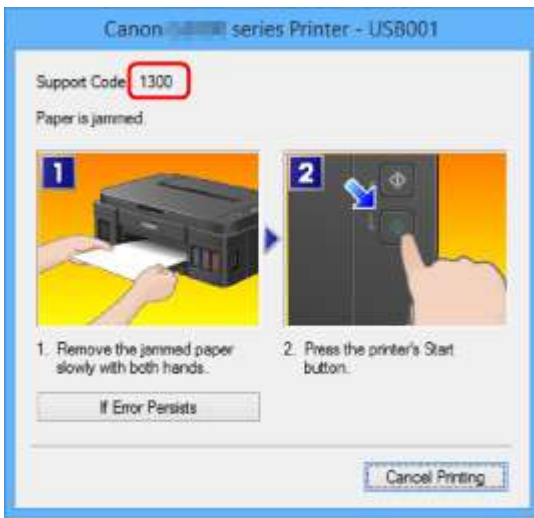 Canon series Printer - USB001
Support Code 1300
Paper is jammed.
1
2
1. Remove the jammed paper
slowly with both hands.
2. Press the printer's Start
button.
If Error Persists
Cancel Printing